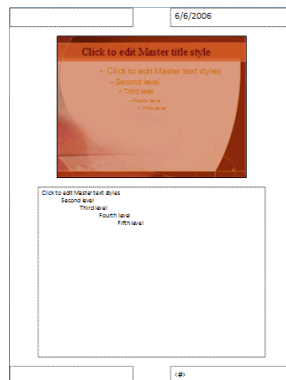 6/6/2006
Click to edit Master title style
• Click to edit Master text styles
– Second level
• Third level
– Fourth level
• Fifth level
Click to edit Master text styles
Second level
Third level
Fourth level
Fifth level
‹#›